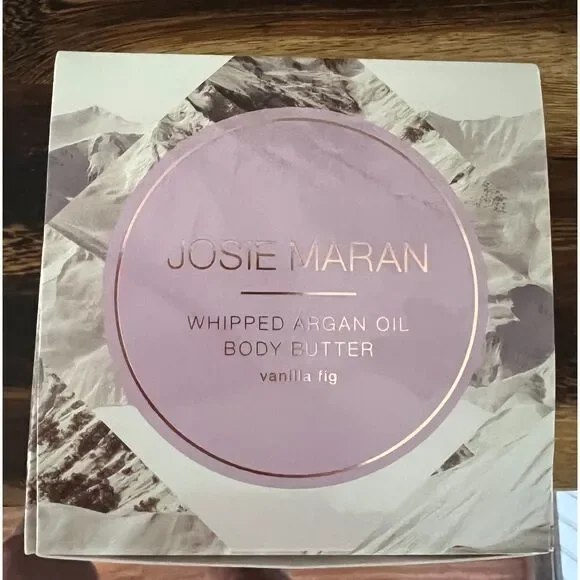 JOSIE MARAN
WHIPPED ARGAN OIL
BODY BUTTER
vanilla fig